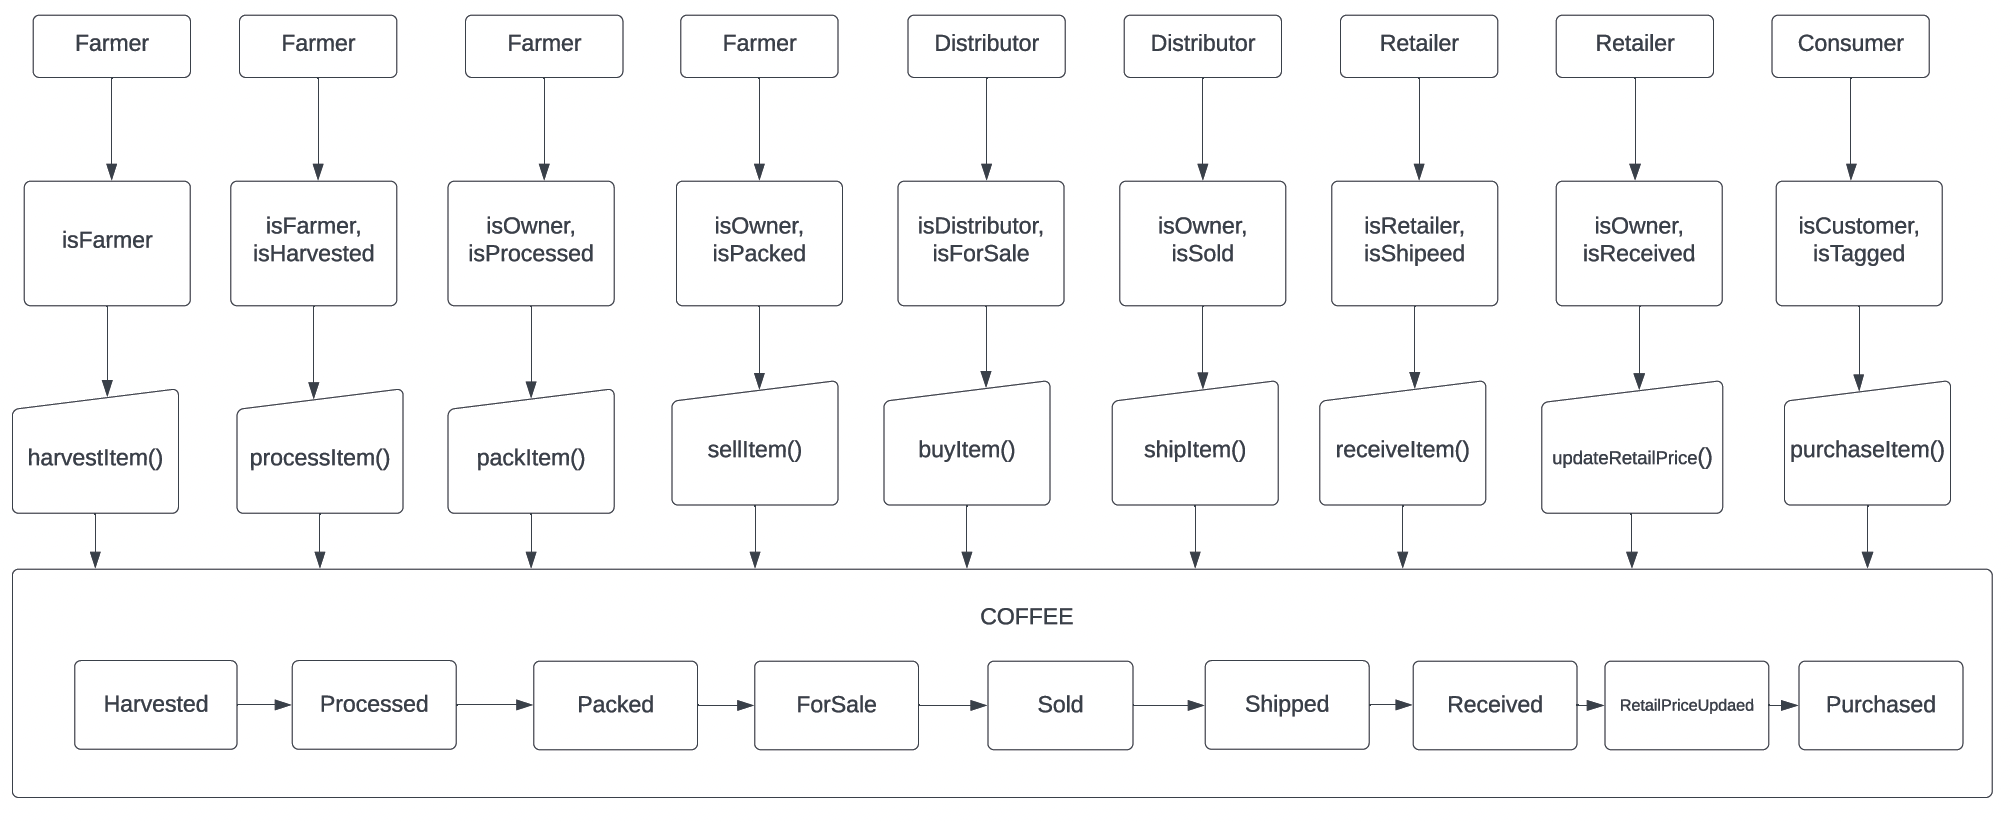 Farmer
Farmer
Farmer
Farmer
Distributor
Distributor
Retailer
Retailer
Consumer
isFarmer
isFarmer,
isHarvested
isOwner,
isProcessed
isOwner,
isPacked
isDistributor,
isForSale
isOwner,
isSold
isRetailer,
isShipeed
isOwner,
isReceived
isCustomer,
isTagged
harvestItem()
processItem()
packItem()
sellItem()
buyItem()
shipItem()
receiveItem()
updateRetailPrice()
purchaseItem()
COFFEE
Harvested
Processed
Packed
ForSale
Sold
Shipped
Received
RetailPriceUpdaed
Purchased